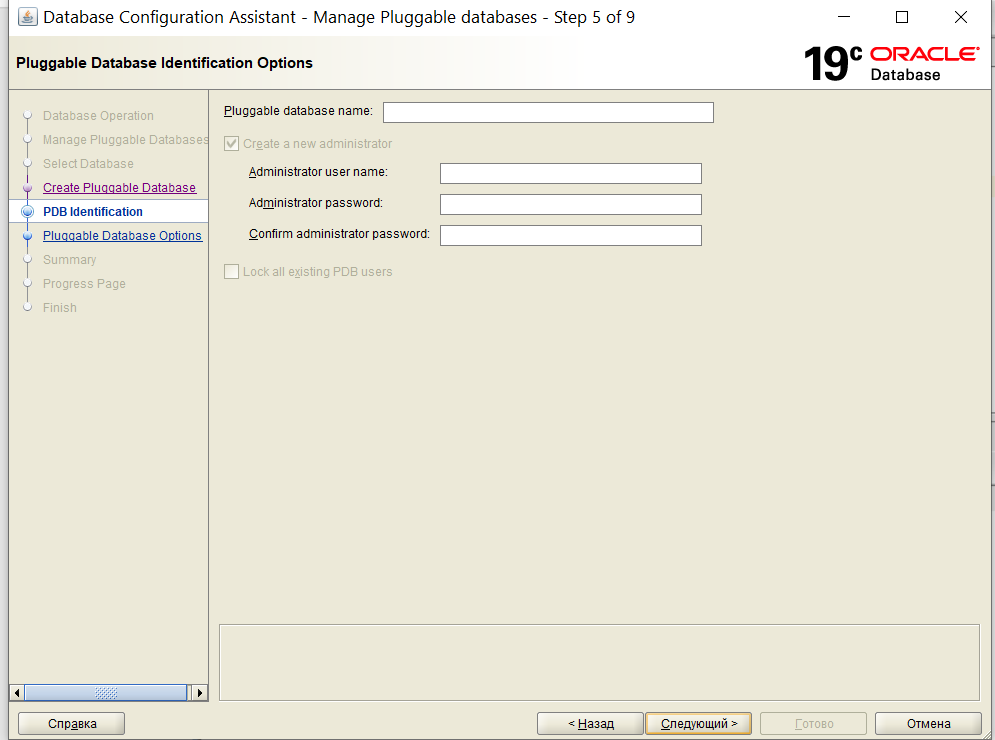 Database Configuration Assistant - Manage Pluggable databases - Step 5 of 9
Pluggable Database Identification Options
19c ORACLE
Database
Database Operation
Manage Pluggable Databases
Select Database
Create Pluggable Database
PDB Identification
Pluggable Database Options
Summary
Progress Page
Finish
Pluggable database name:
Create a new administrator
Administrator user name:
Administrator password:
Confirm administrator password:
Lock all existing PDB users
Справка
< Назад
Следующий >
Готово
Отмена